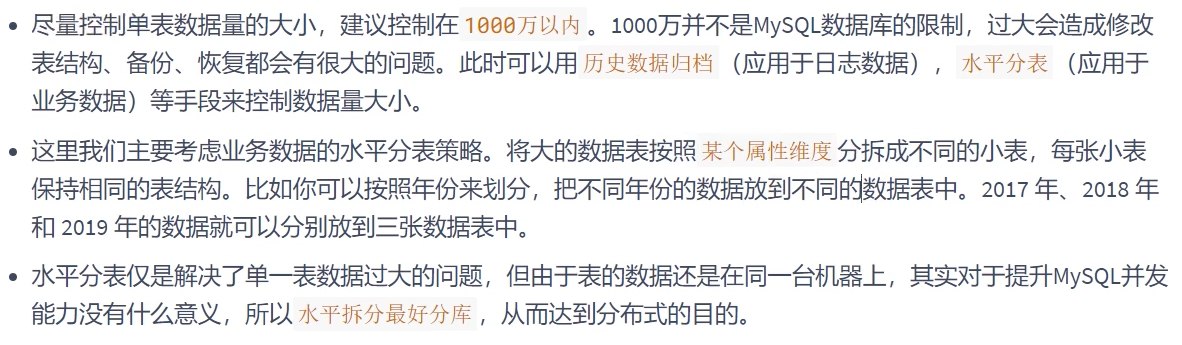 尽量控制单表数据量的大小，建议控制在 1000万以内 。1000万并不是MySQL数据库的限制，过大会造成修改
表结构、备份、恢复都会有很大的问题。此时可以用 历史数据归档 （应用于日志数据），水平分表 （应用于
业务数据）等手段来控制数据量大小。
这里我们主要考虑业务数据的水平分表策略。将大的数据表按照 某个属性维度 分拆成不同的小表，每张小表
保持相同的表结构。比如你可以按照年份来划分，把不同年份的数据放到不同的数据表中。2017 年、2018 年
和 2019 年的数据就可以分别放到三张数据表中。
水平分表仅是解决了单一表数据过大的问题，但由于表的数据还是在同一台机器上，其实对于提升MySQL并发
能力没有什么意义，所以 水平拆分最好分库 ，从而达到分布式的目的。